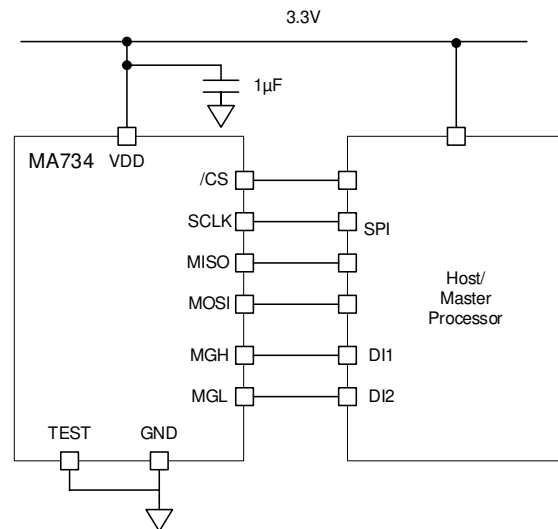 3.3V
1µF
MA734
VDD
/CS
SCLK
SPI
MISO
MOSI
Host/
Master
Processor
MGH
DI1
MGL
DI2
TEST
GND